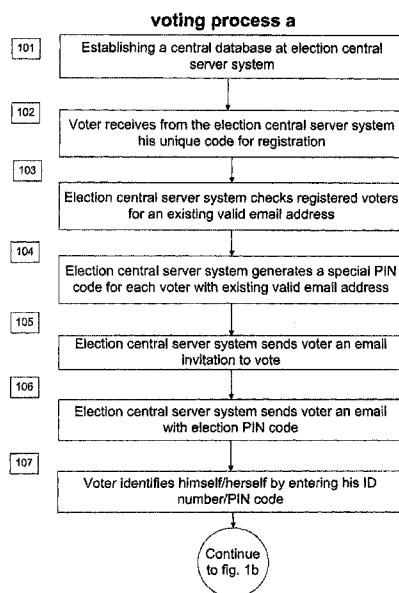 voting process a
101
Establishing a central database at election central
server system
102
Voter receives from the election central server system
his unique code for registration
103
Election central server system checks registered voters
for an existing valid email address
104
Election central server system generates a special PIN
code for each voter with existing valid email address
105
Election central server system sends voter an email
invitation to vote
106
Election central server system sends voter an email
with election PIN code
107
Voter identifies himself/herself by entering his ID
number/PIN code
Continue
to fig. 1b